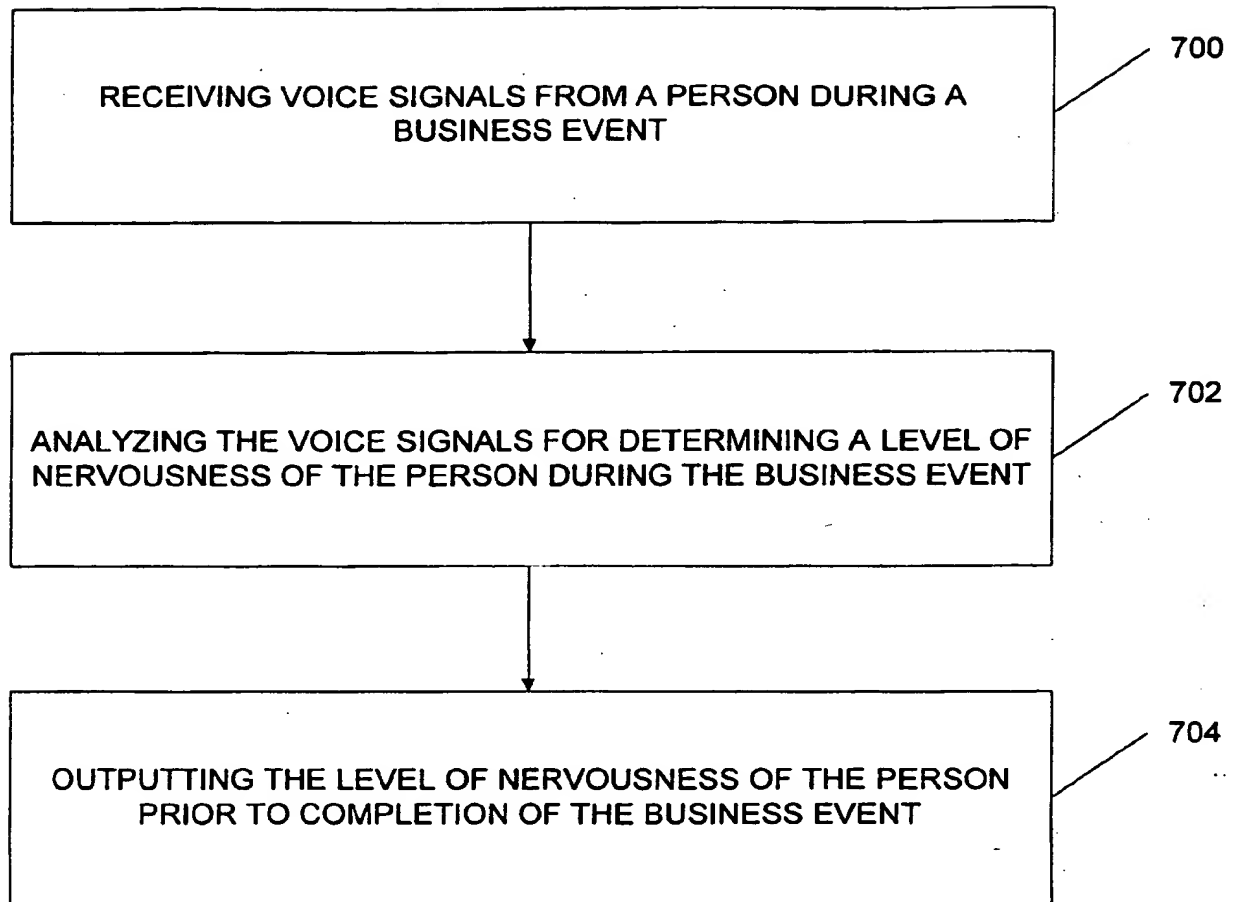 RECEIVING VOICE SIGNALS FROM A PERSON DURING A
BUSINESS EVENT
700
ANALYZING THE VOICE SIGNALS FOR DETERMINING A LEVEL OF
NERVOUSNESS OF THE PERSON DURING THE BUSINESS EVENT
702
OUTPUTTING THE LEVEL OF NERVOUSNESS OF THE PERSON
PRIOR TO COMPLETION OF THE BUSINESS EVENT
704